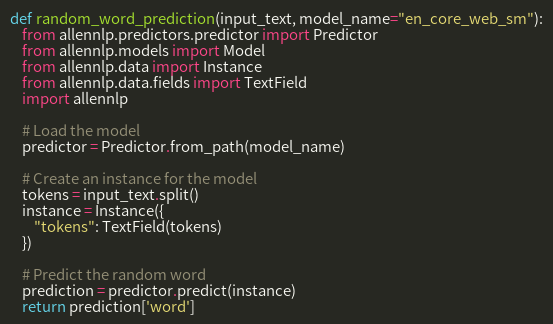 def random_word_prediction(input_text, model_name="en_core_web_sm"):
    from allennlp.predictors.predictor import Predictor
    from allennlp.models import Model
    from allennlp.data import Instance
    from allennlp.data.fields import TextField
    import allennlp

    # Load the model
    predictor = Predictor.from_path(model_name)

    # Create an instance for the model
    tokens = input_text.split()
    instance = Instance({
        "tokens": TextField(tokens)
    })

    # Predict the random word
    prediction = predictor.predict(instance)
    return prediction['word']